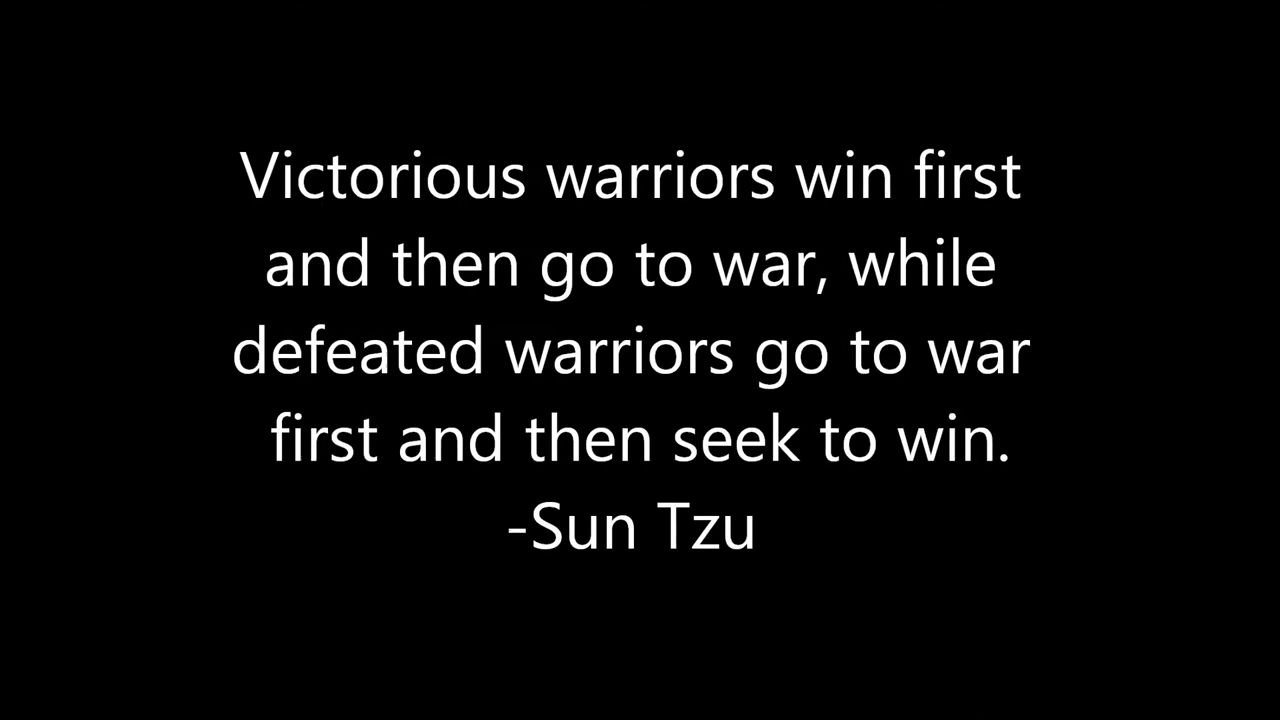 Victorious warriors win first
and then go to war, while
defeated warriors go to war
first and then seek to win.
-Sun Tzu